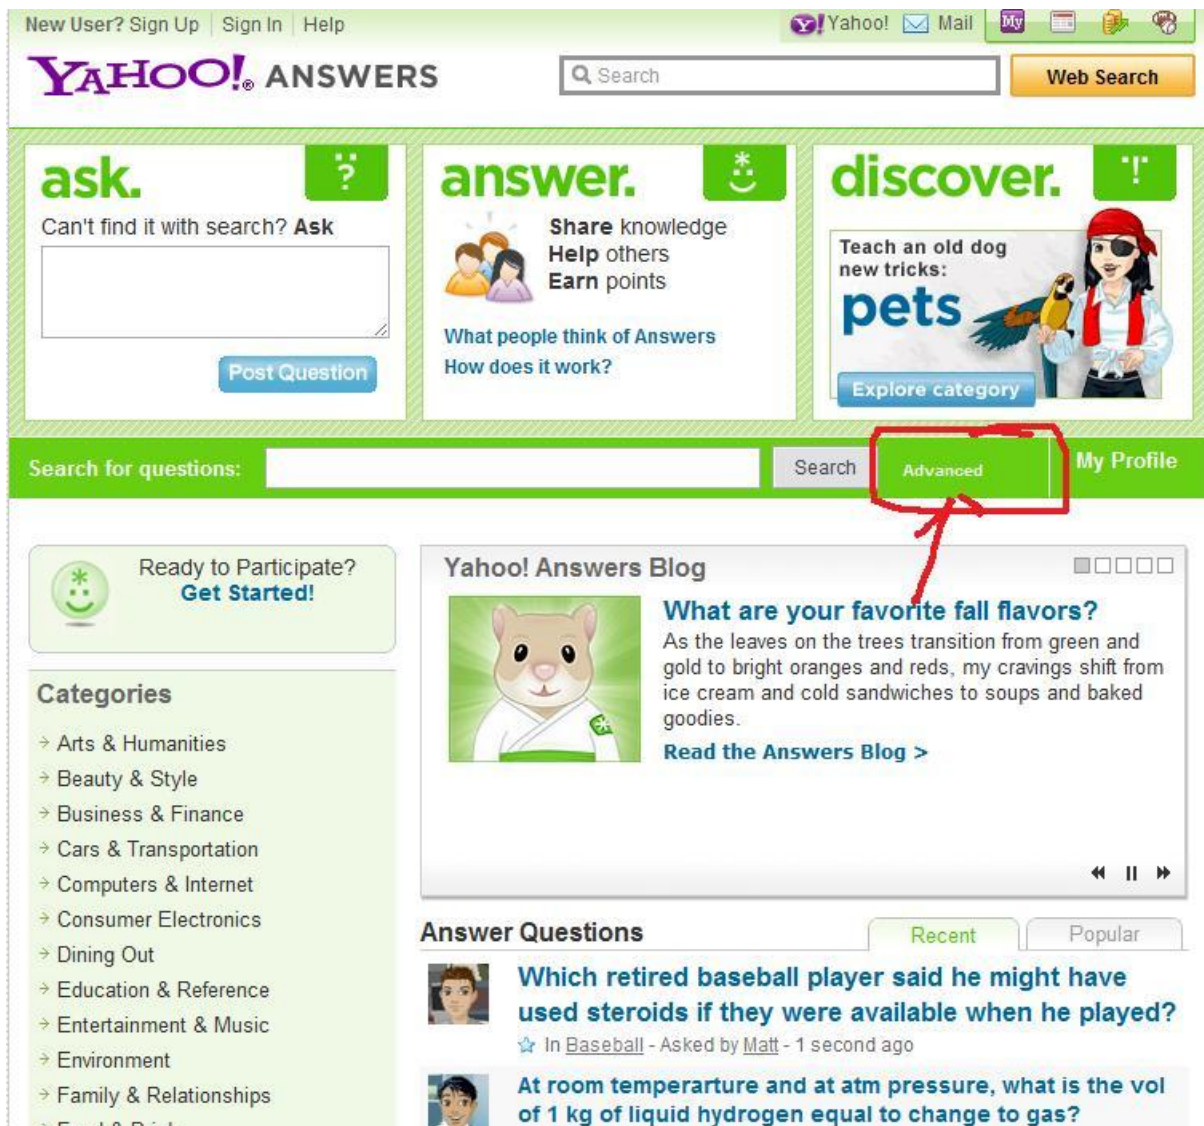 New User? Sign Up Sign In Help
Yahoo! Mail My
YAHOO!® ANSWERS
Search
Web Search
ask.
?
Can't find it with search? Ask
Post Question
answer.
Share knowledge
Help others
Earn points
What people think of Answers
How does it work?
discover.
Teach an old dog
new tricks:
pets
Explore category
Search for questions:
Search
Advanced
My Profile
Ready to Participate?
Get Started!
Categories
Arts & Humanities
Beauty & Style
Business & Finance
Cars & Transportation
Computers & Internet
Consumer Electronics
Dining Out
Education & Reference
Entertainment & Music
Environment
Family & Relationships
Yahoo! Answers Blog
What are your favorite fall flavors?
As the leaves on the trees transition from green and
gold to bright oranges and reds, my cravings shift from
ice cream and cold sandwiches to soups and baked
goodies.
Read the Answers Blog >
Answer Questions
Recent
Popular
Which retired baseball player said he might have
used steroids if they were available when he played?
In Baseball - Asked by Matt - 1 second ago
At room temperarture and at atm pressure, what is the vol
of 1 kg of liquid hydrogen equal to change to gas?